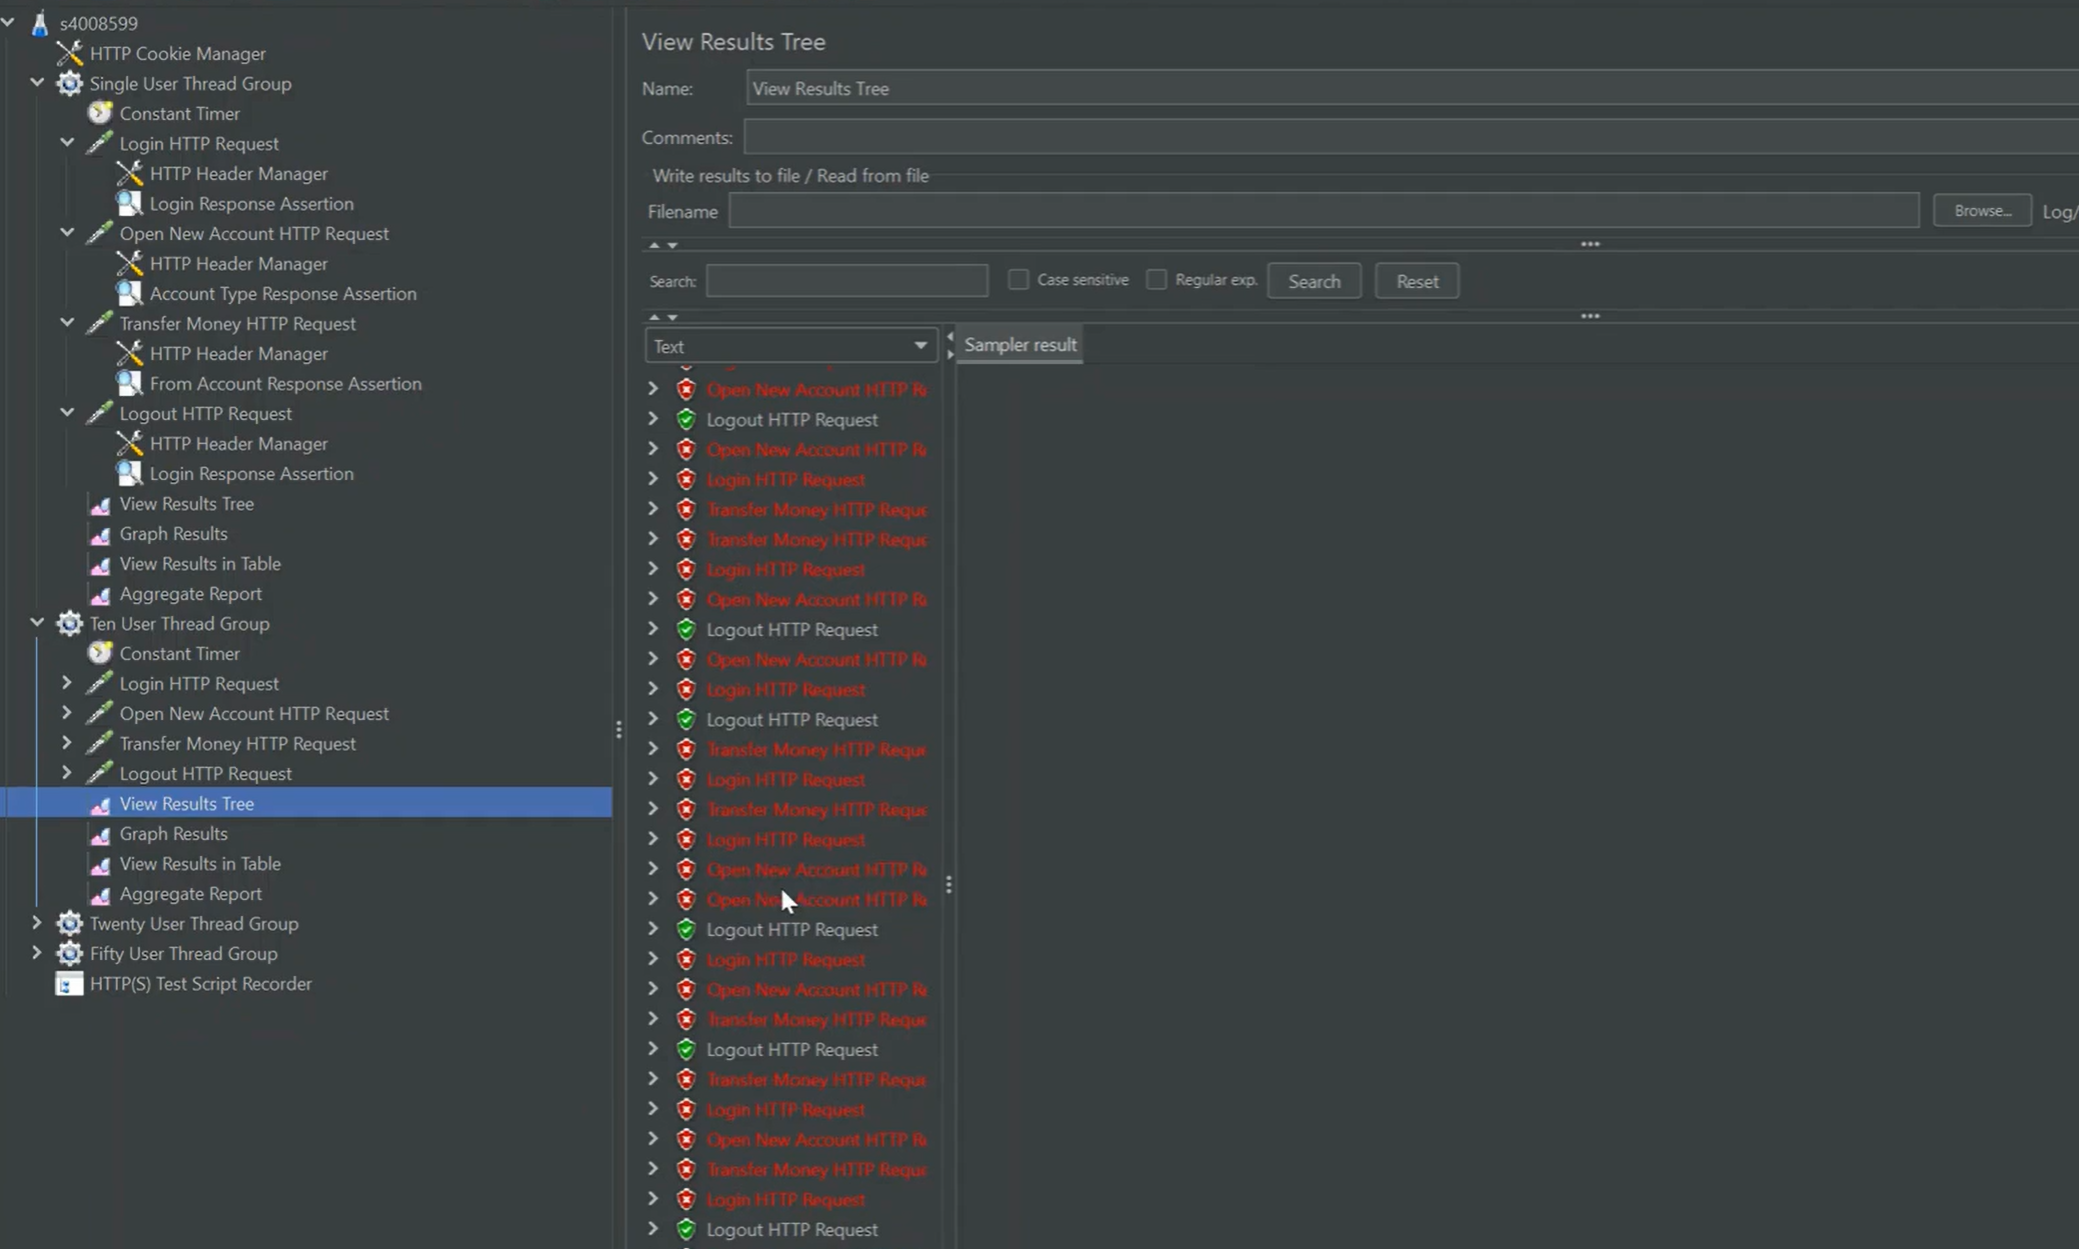 s4008599
HTTP Cookie Manager
Single User Thread Group
Constant Timer
Login HTTP Request
HTTP Header Manager
Login Response Assertion
Open New Account HTTP Request
HTTP Header Manager
Account Type Response Assertion
Transfer Money HTTP Request
HTTP Header Manager
From Account Response Assertion
Logout HTTP Request
HTTP Header Manager
Login Response Assertion
View Results Tree
Graph Results
View Results in Table
Aggregate Report
Ten User Thread Group
Constant Timer
Login HTTP Request
Open New Account HTTP Request
Transfer Money HTTP Request
Logout HTTP Request
View Results Tree
Graph Results
View Results in Table
Aggregate Report
Twenty User Thread Group
Fifty User Thread Group
HTTP(S) Test Script Recorder
View Results Tree
Name: View Results Tree
Comments:
Write results to file / Read from file
Filename Browse... Log/
Search: Case sensitive Regular exp. Search Reset
Text Sampler result
Open New Account HTTP Re
Logout HTTP Request
Open New Account HTTP Re
Login HTTP Request
Transfer Money HTTP Reque
Transfer Money HTTP Reque
Login HTTP Request
Open New Account HTTP Re
Logout HTTP Request
Open New Account HTTP Re
Login HTTP Request
Logout HTTP Request
Transfer Money HTTP Reque
Login HTTP Request
Transfer Money HTTP Reque
Login HTTP Request
Open New Account HTTP Re
Open New Account HTTP Re
Logout HTTP Request
Login HTTP Request
Open New Account HTTP Re
Transfer Money HTTP Reque
Logout HTTP Request
Transfer Money HTTP Reque
Login HTTP Request
Open New Account HTTP Re
Transfer Money HTTP Reque
Login HTTP Request
Logout HTTP Request